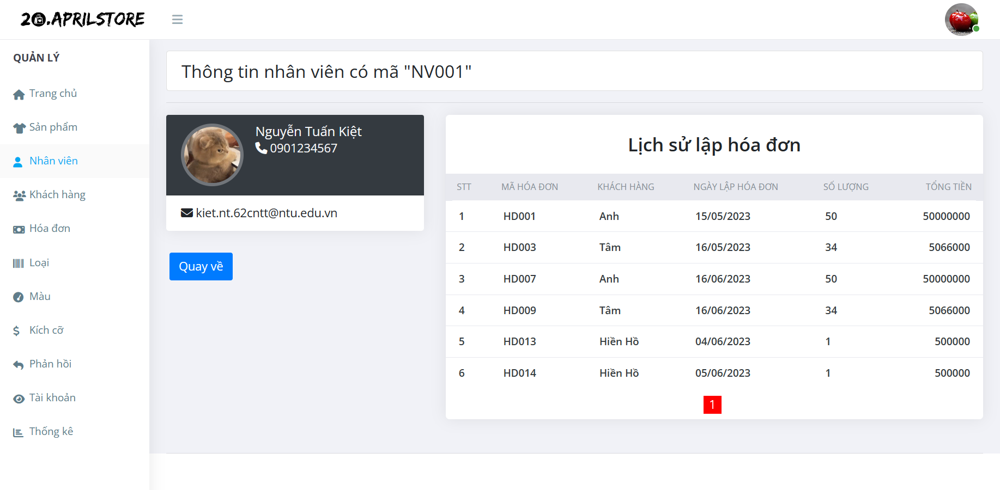 20.APRILSTORE
QUẢN LÝ
Trang chủ
Sản phẩm
Nhân viên
Khách hàng
Hóa đơn
Loại
Màu
Kích cỡ
Phản hồi
Tài khoản
Thống kê
Thông tin nhân viên có mã "NV001"
Nguyễn Tuấn Kiệt
0901234567
kiet.nt.62cntt@ntu.edu.vn
Quay về
Lịch sử lập hóa đơn
STT MÃ HÓA ĐƠN KHÁCH HÀNG NGÀY LẬP HÓA ĐƠN SỐ LƯỢNG TỔNG TIỀN
1 HD001 Anh 15/05/2023 50 50000000
2 HD003 Tâm 16/05/2023 34 5066000
3 HD007 Anh 16/06/2023 50 50000000
4 HD009 Tâm 16/06/2023 34 5066000
5 HD013 Hiền Hồ 04/06/2023 1 500000
6 HD014 Hiền Hồ 05/06/2023 1 500000
1